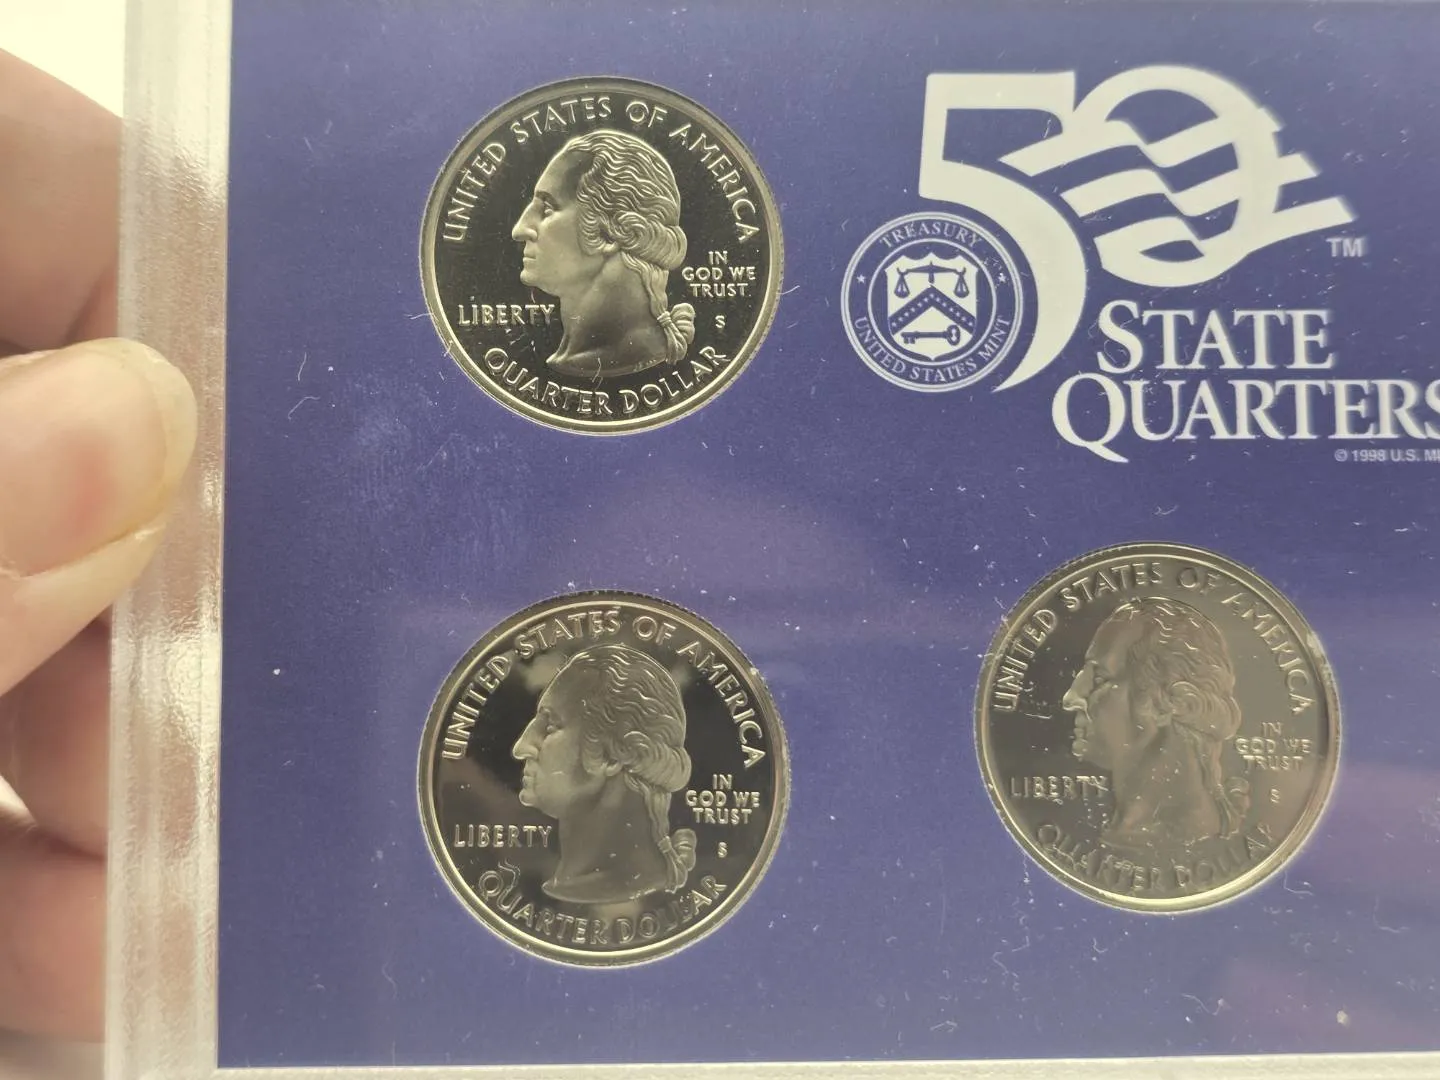 UNITED STATES OF AMERICA
IN
GOD WE
TRUST
LIBERTY
S
QUARTER DOLLAR
50
TM
TREASURY
UNITED STATES MINT
STATE
QUARTERS
© 1998 U.S. MI
UNITED STATES OF AMERICA
IN
GOD WE
TRUST
LIBERTY
S
QUARTER DOLLAR
UNITED STATES OF AMERICA
IN
GOD WE
TRUST
LIBERTY
S
QUARTER DOLLAR